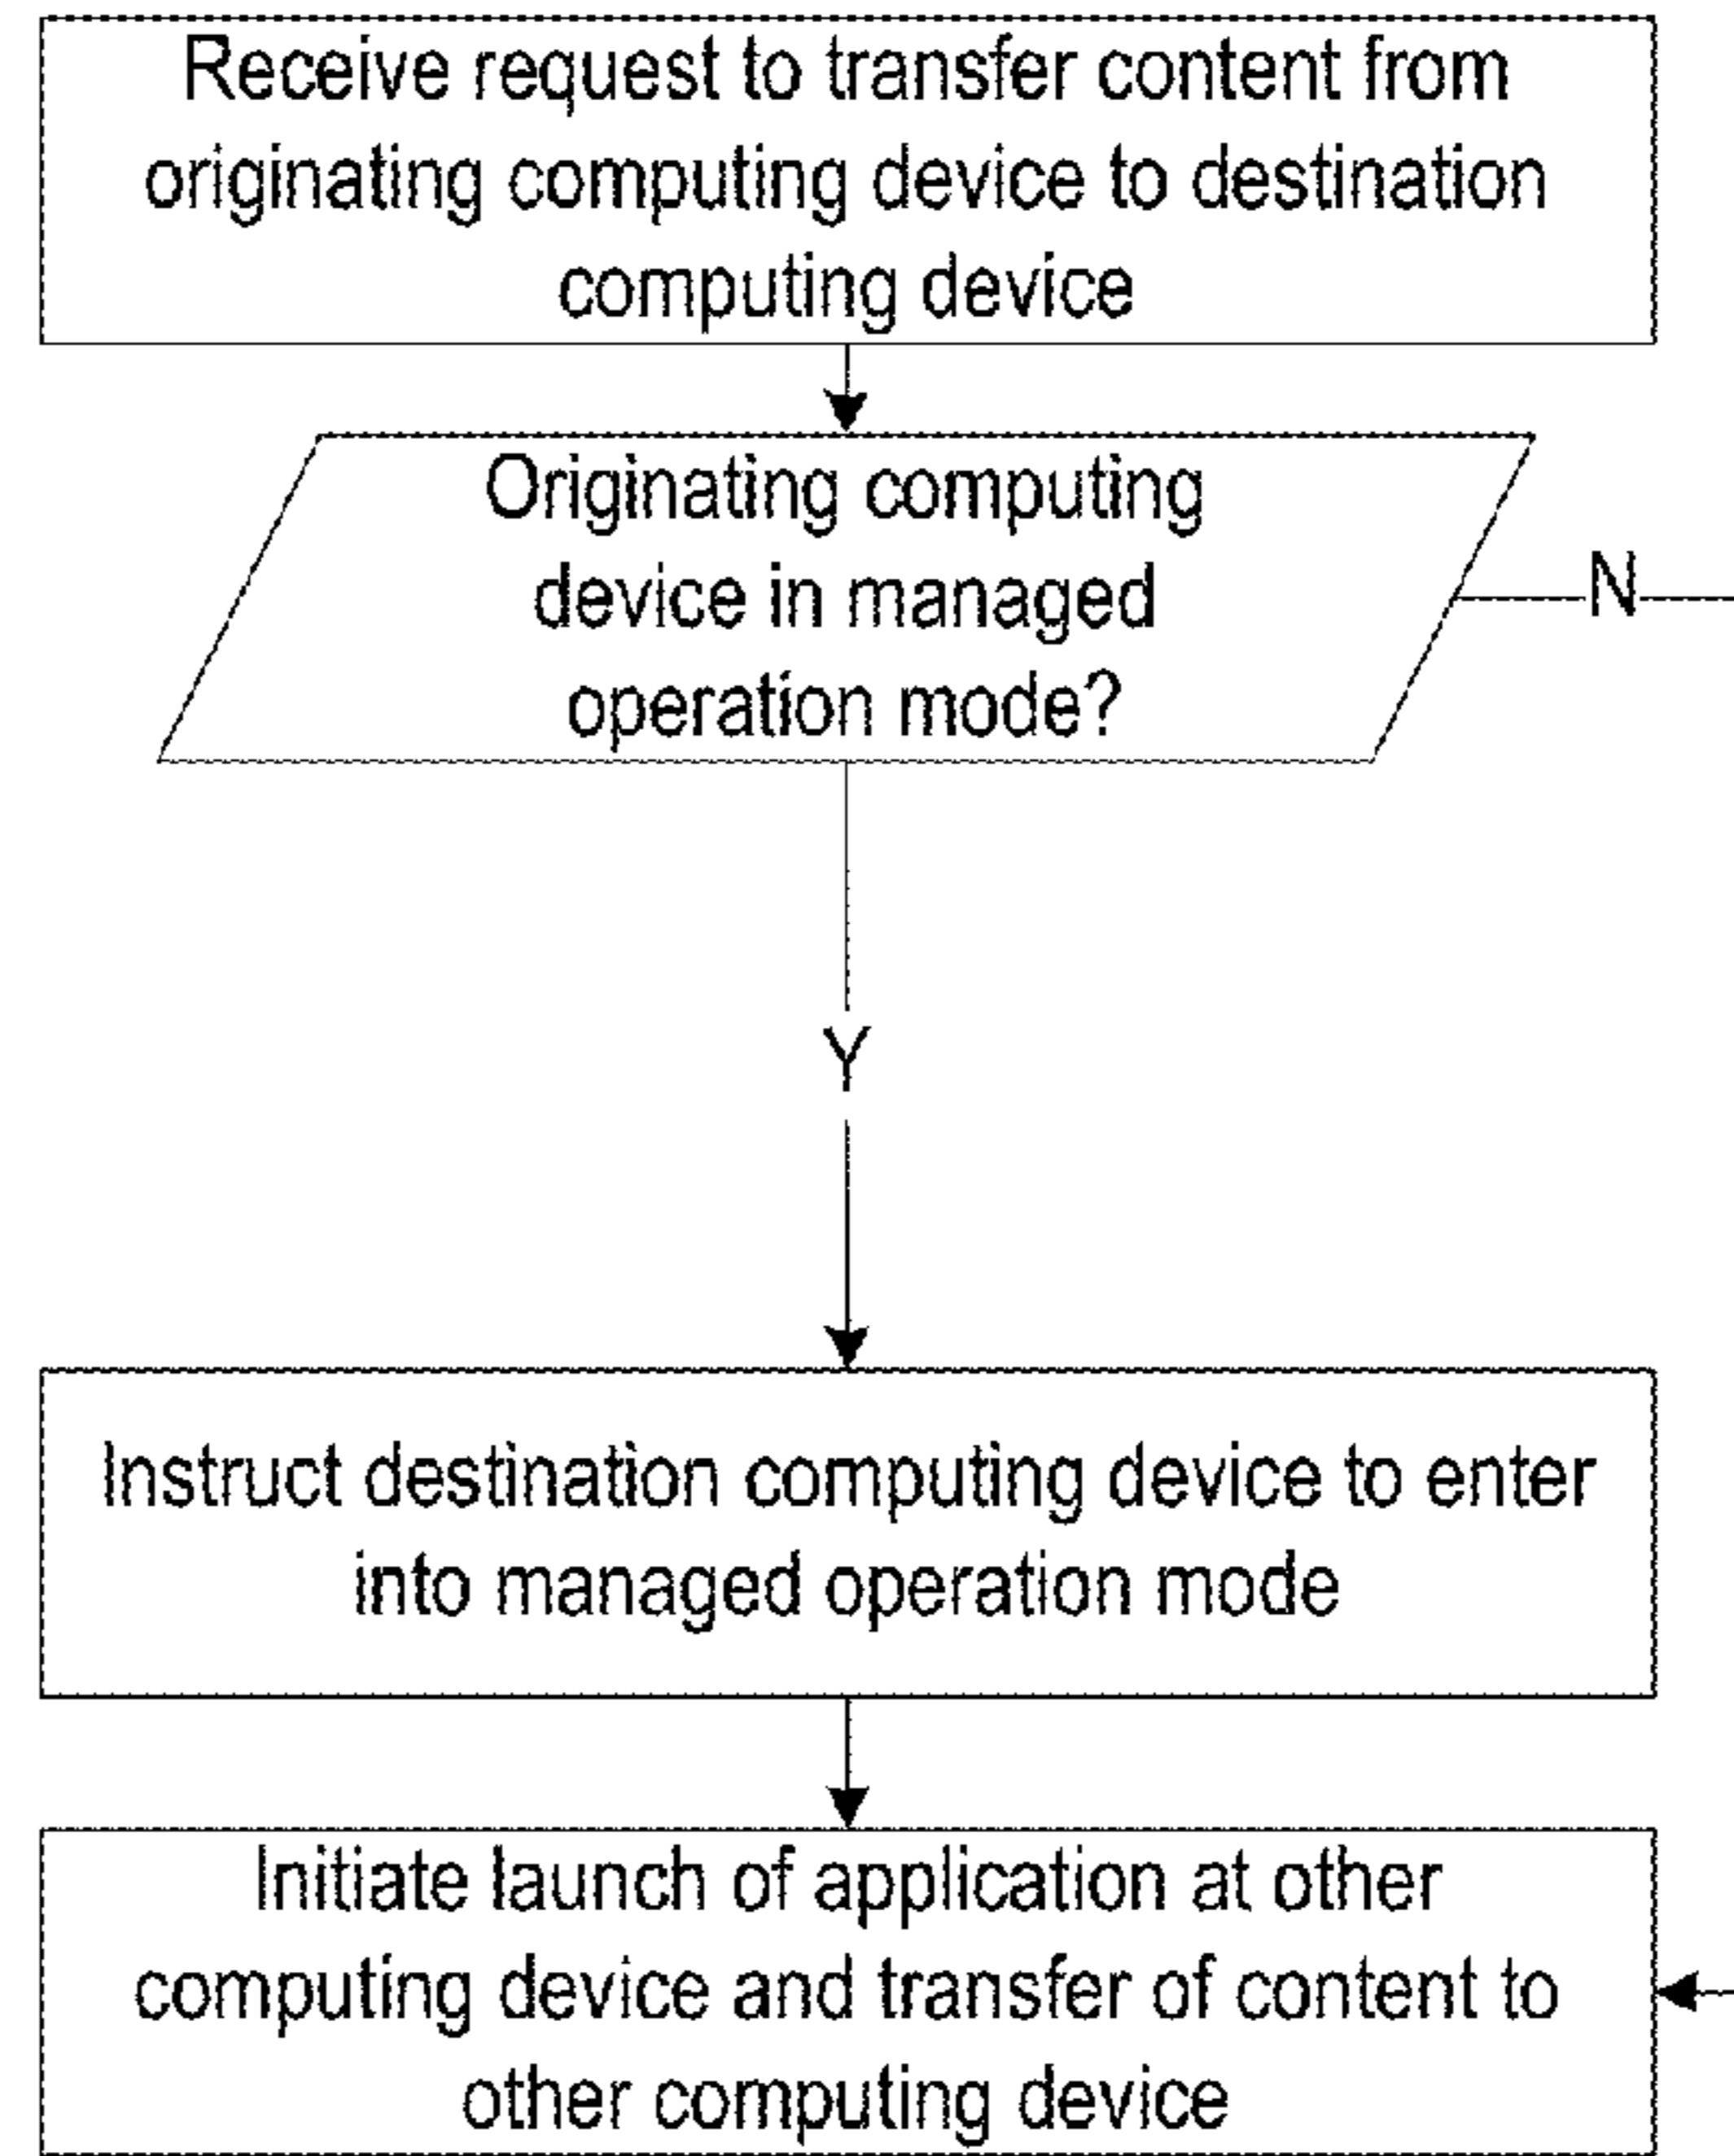 Receive request to transfer content from
originating computing device to destination
computing device
Originating computing
device in managed
operation mode?
N
Y
Instruct destination computing device to enter
into managed operation mode
Initiate launch of application at other
computing device and transfer of content to
other computing device